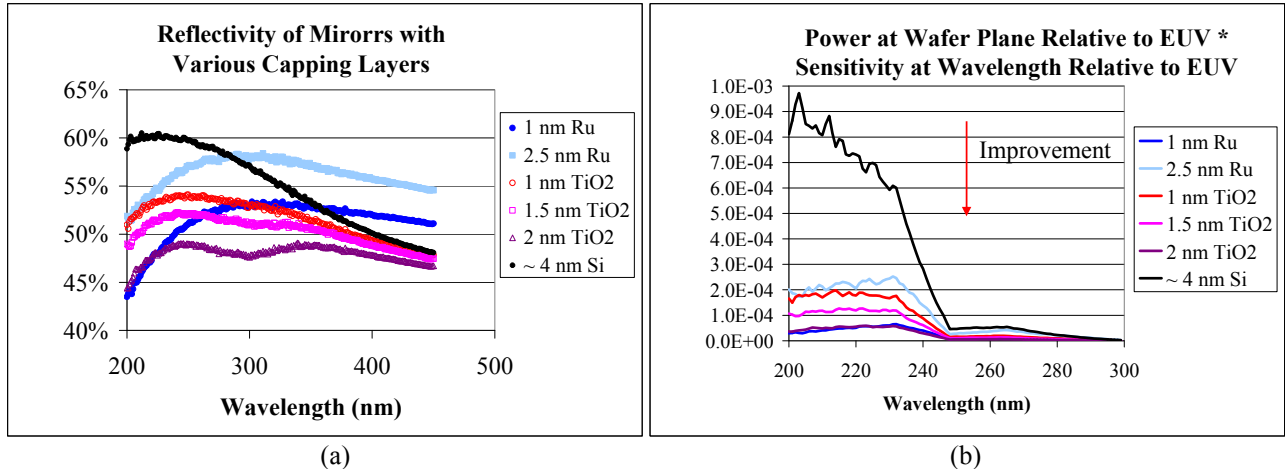 Reflectivity of Mirorrs with
Various Capping Layers
65%
60%
55%
50%
45%
40%
200
300
400
500
Wavelength (nm)
1 nm Ru
2.5 nm Ru
1 nm TiO2
1.5 nm TiO2
2 nm TiO2
~ 4 nm Si
(a)
Power at Wafer Plane Relative to EUV *
Sensitivity at Wavelength Relative to EUV
1.0E-03
9.0E-04
8.0E-04
7.0E-04
6.0E-04
5.0E-04
4.0E-04
3.0E-04
2.0E-04
1.0E-04
0.0E+00
200
220
240
260
280
300
Wavelength (nm)
Improvement
1 nm Ru
2.5 nm Ru
1 nm TiO2
1.5 nm TiO2
2 nm TiO2
~ 4 nm Si
(b)